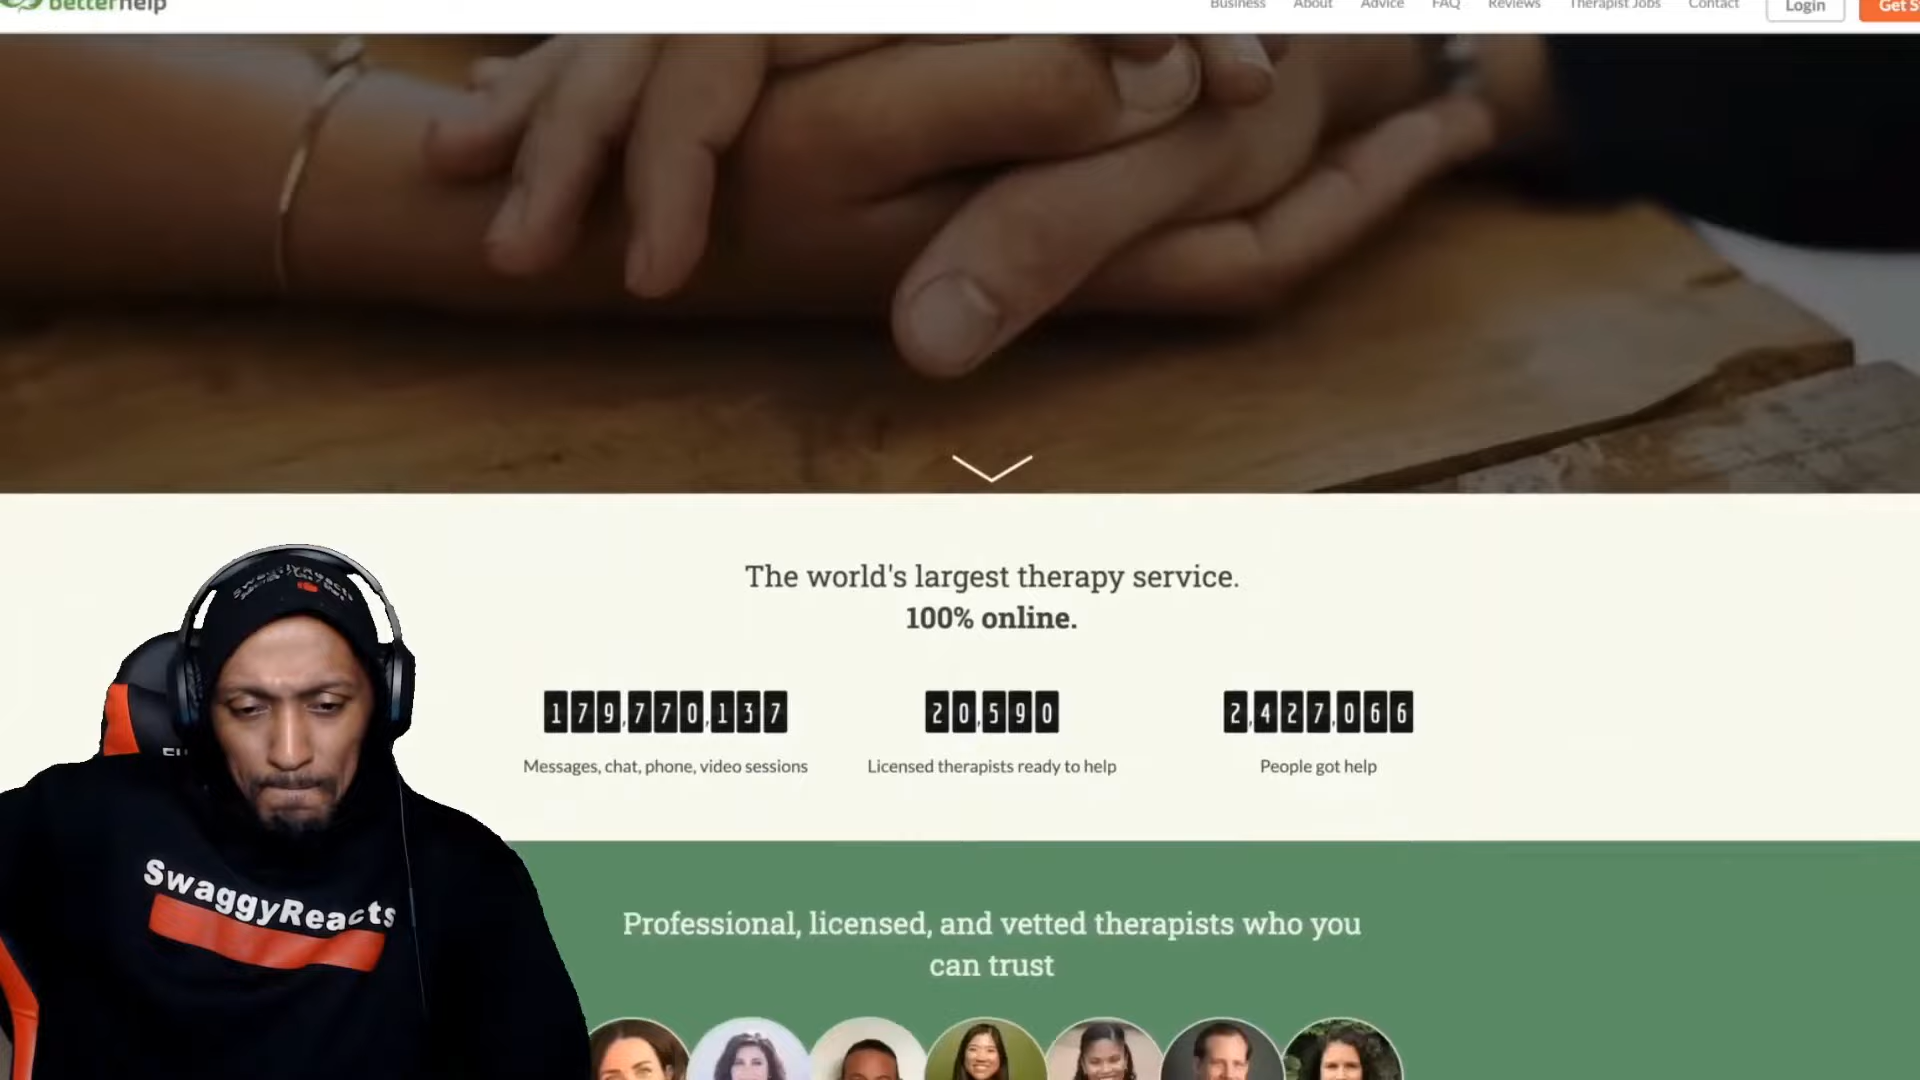 betterhelp
Business About Advice FAQ Reviews Therapist Jobs Contact Login Get S
The world's largest therapy service.
100% online.
179,770,137 20,590 2,427,066
Messages, chat, phone, video sessions Licensed therapists ready to help People got help
SwaggyReacts
Professional, licensed, and vetted therapists who you
can trust